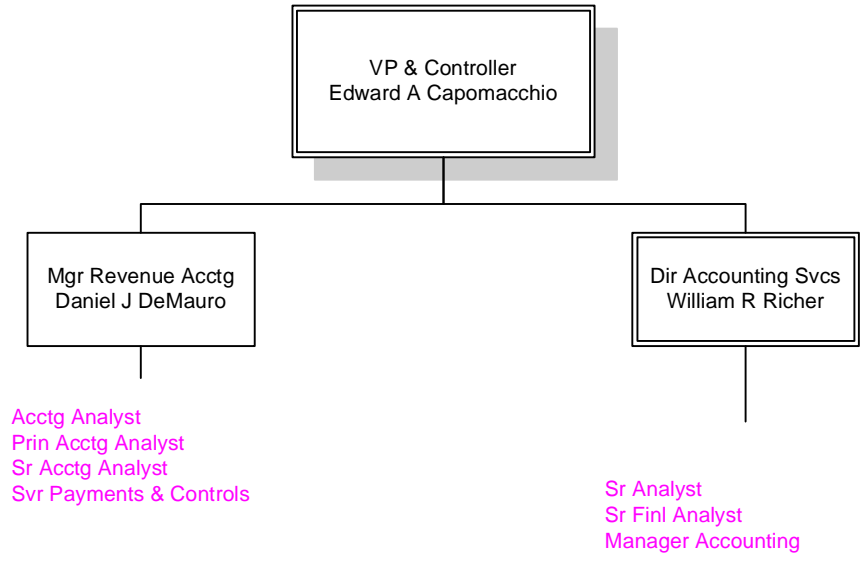 VP & Controller
Edward A Capomacchio
Mgr Revenue Acctg
Daniel J DeMauro
Dir Accounting Svcs
William R Richer
Acctg Analyst
Prin Acctg Analyst
Sr Acctg Analyst
Svr Payments & Controls
Sr Analyst
Sr Finl Analyst
Manager Accounting